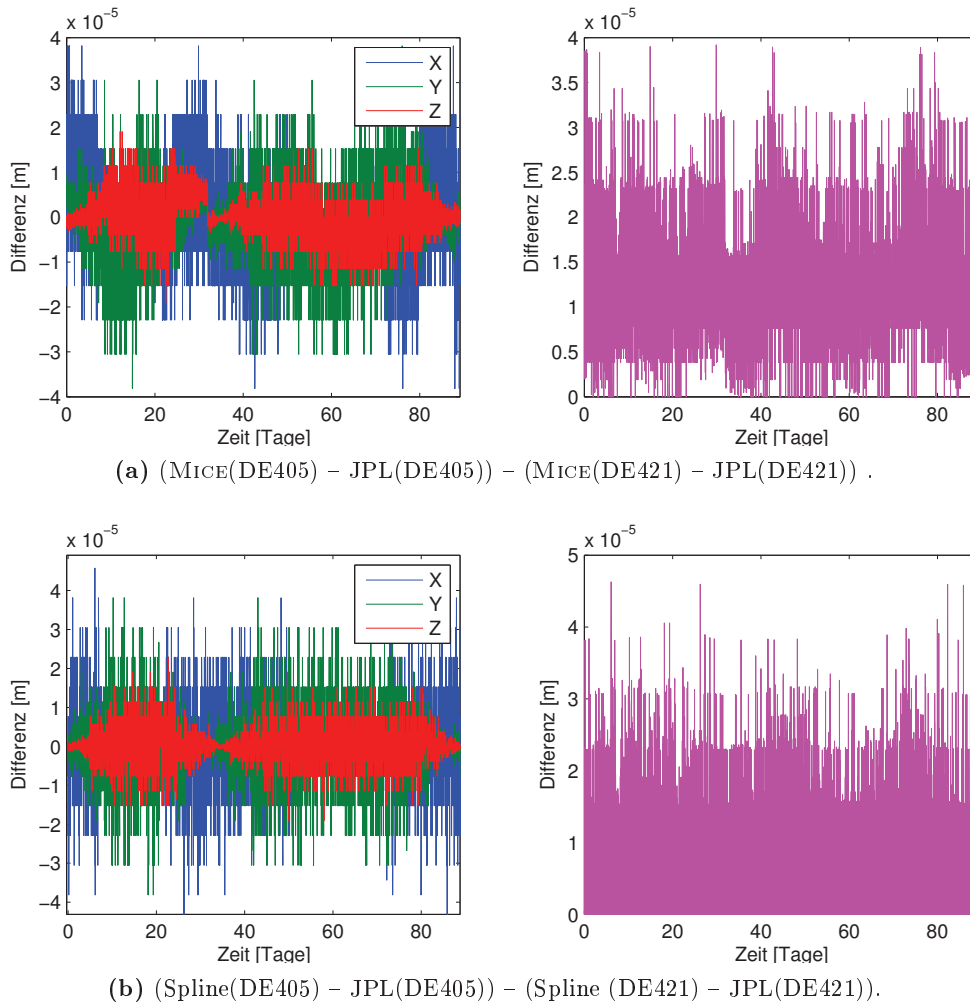 x 10⁻⁵
4
3
2
1
0
−1
−2
−3
−4
0 20 40 60 80
Differenz [m]
Zeit [Tage]
X
Y
Z
x 10⁻⁵
4
3.5
3
2.5
2
1.5
1
0.5
0
0 20 40 60 80
Differenz [m]
Zeit [Tage]
(a) (MICE(DE405) – JPL(DE405)) – (MICE(DE421) – JPL(DE421)) .
x 10⁻⁵
4
3
2
1
0
−1
−2
−3
−4
0 20 40 60 80
Differenz [m]
Zeit [Tage]
X
Y
Z
x 10⁻⁵
5
4
3
2
1
0
0 20 40 60 80
Differenz [m]
Zeit [Tage]
(b) (Spline(DE405) – JPL(DE405)) – (Spline (DE421) – JPL(DE421)).